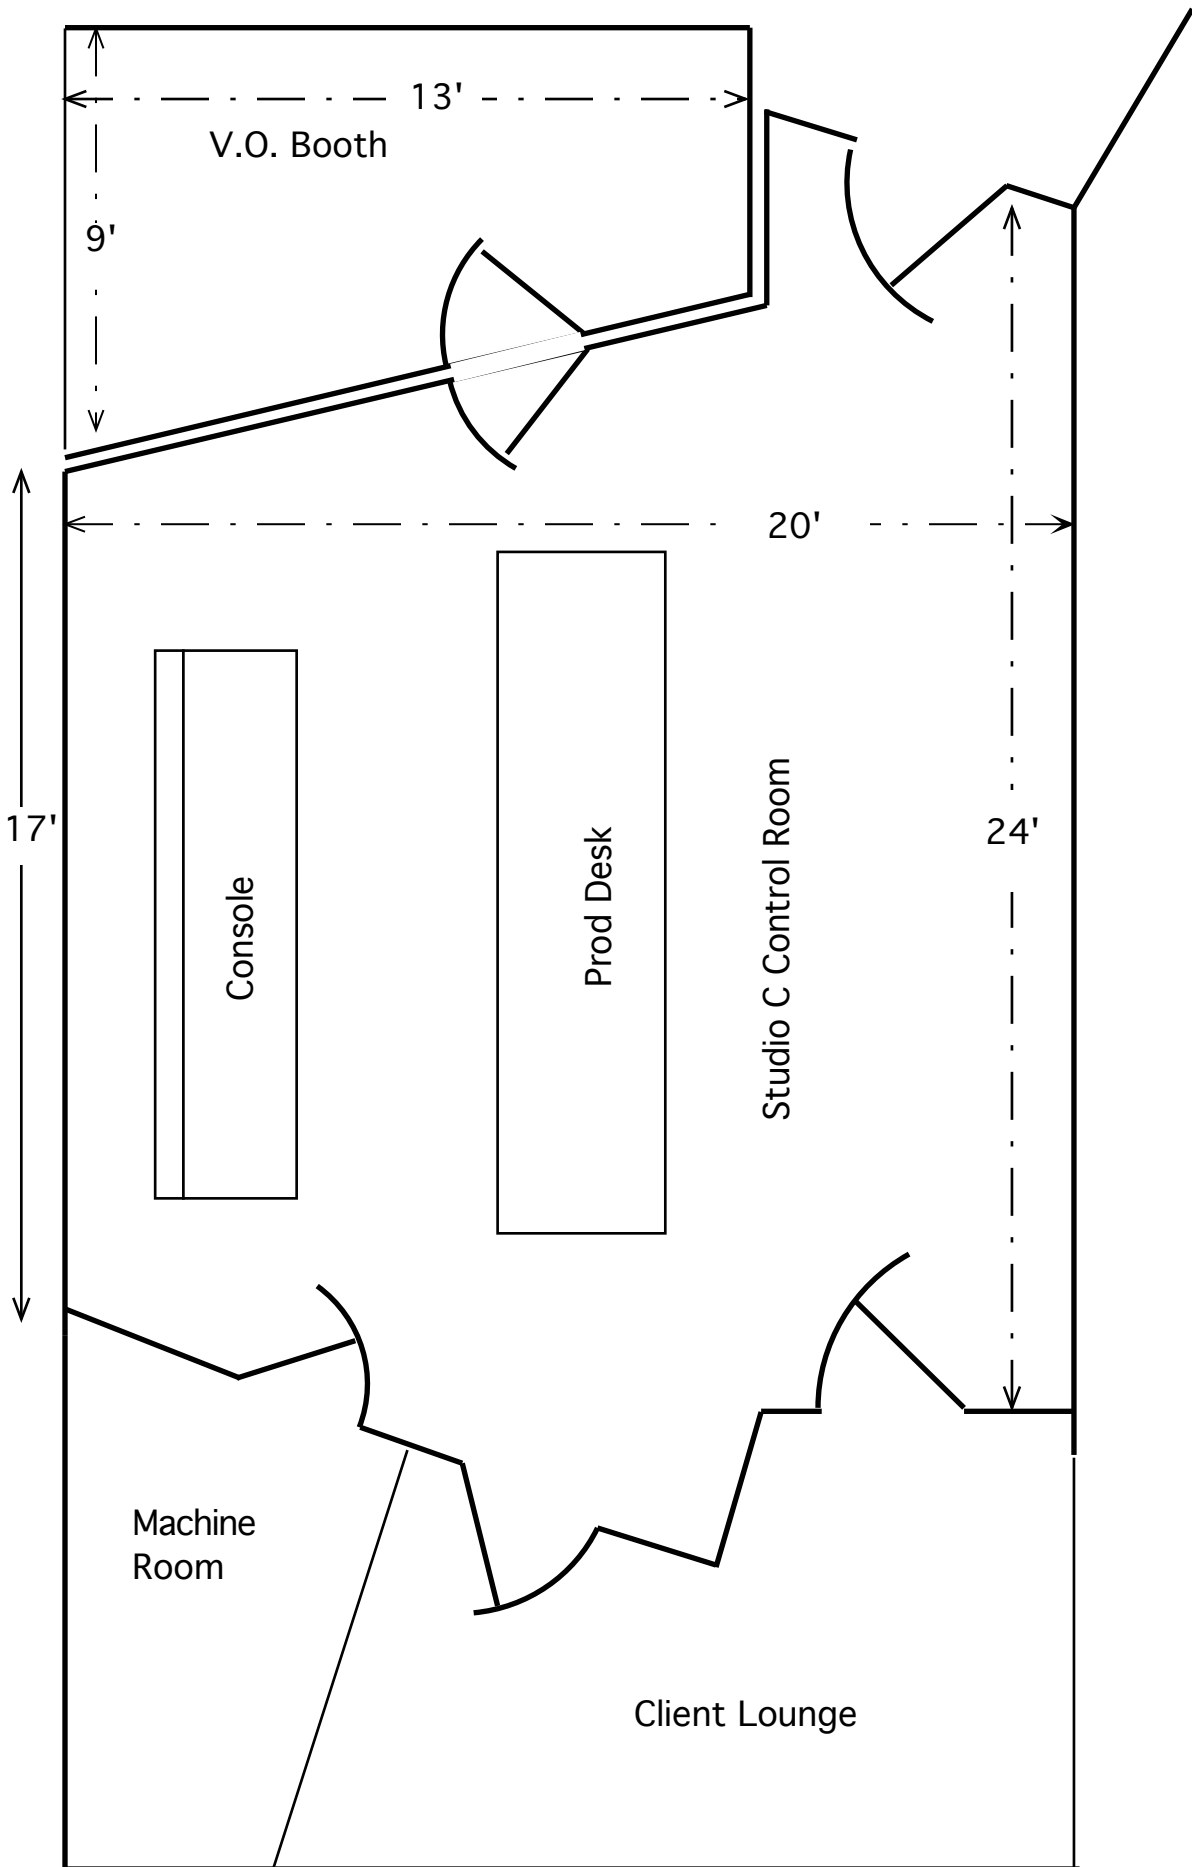 13'
V.O. Booth
9'
20'
17'
Console
Prod Desk
Studio C Control Room
24'
Machine
Room
Client Lounge